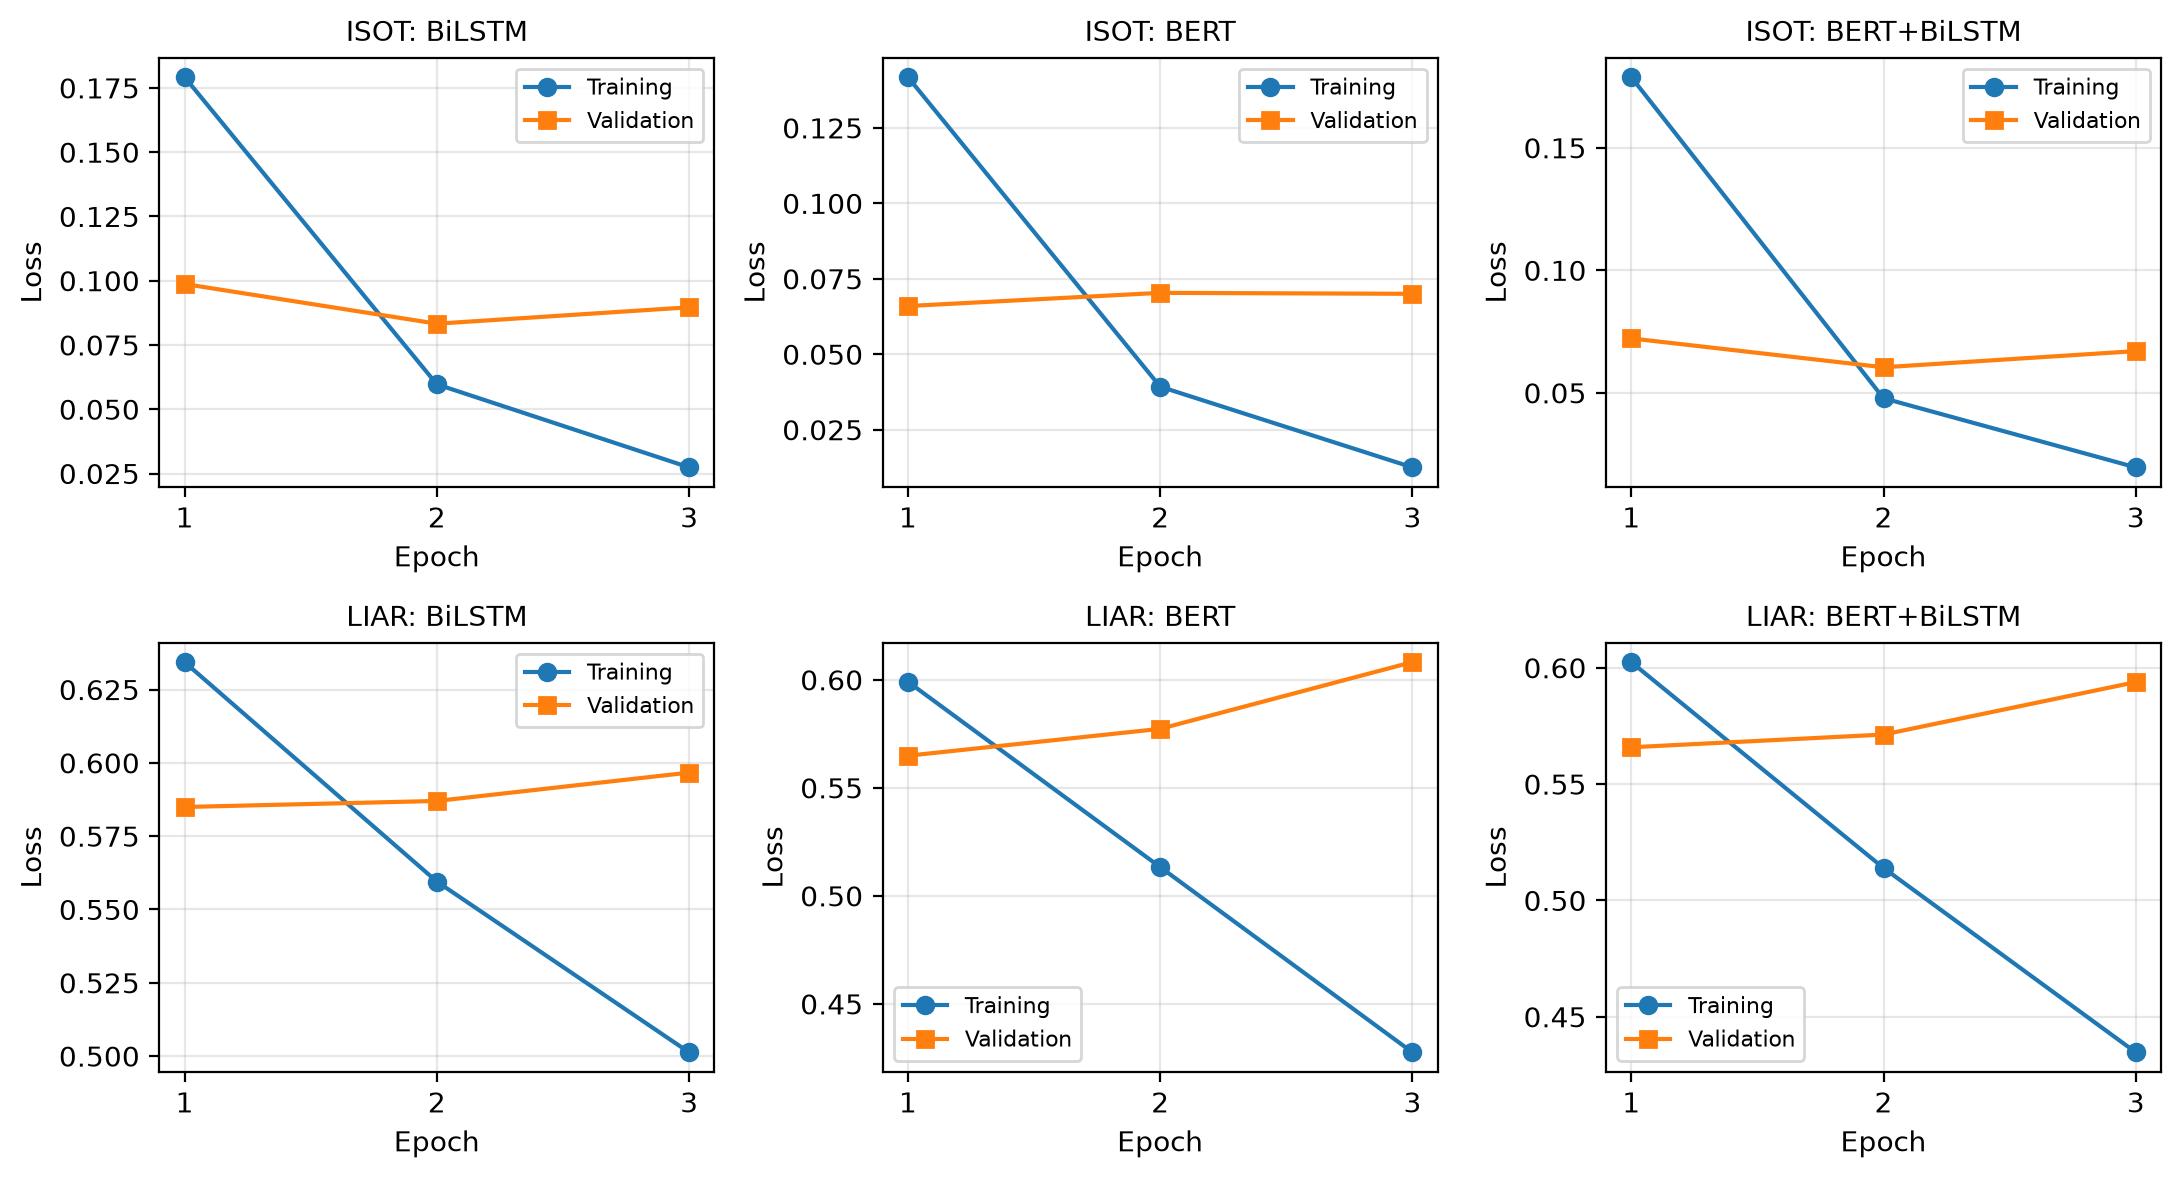 ISOT: BiLSTM
0.175
0.150
0.125
0.100
0.075
0.050
0.025
Loss
1 2 3
Epoch
Training
Validation
ISOT: BERT
0.125
0.100
0.075
0.050
0.025
Loss
1 2 3
Epoch
Training
Validation
ISOT: BERT+BiLSTM
0.15
0.10
0.05
Loss
1 2 3
Epoch
Training
Validation
LIAR: BiLSTM
0.625
0.600
0.575
0.550
0.525
0.500
Loss
1 2 3
Epoch
Training
Validation
LIAR: BERT
0.60
0.55
0.50
0.45
Loss
1 2 3
Epoch
Training
Validation
LIAR: BERT+BiLSTM
0.60
0.55
0.50
0.45
Loss
1 2 3
Epoch
Training
Validation